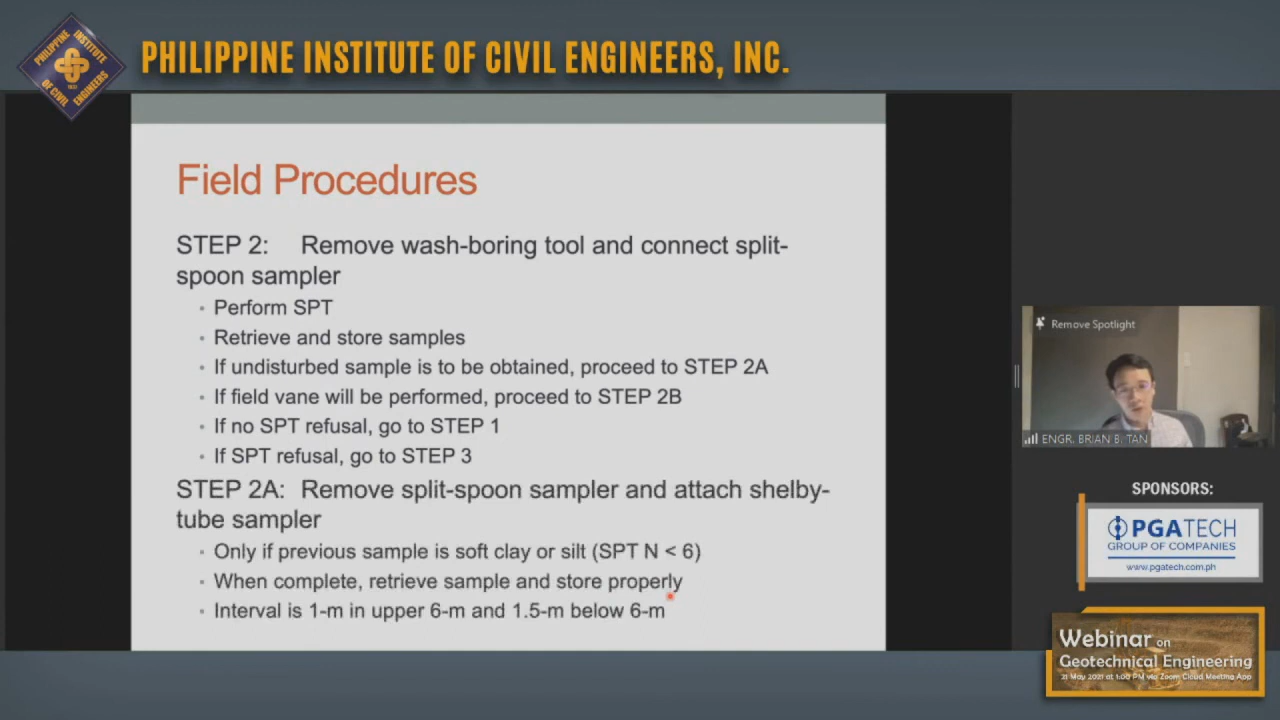 PHILIPPINE INSTITUTE OF CIVIL ENGINEERS
1937
PHILIPPINE INSTITUTE OF CIVIL ENGINEERS, INC.
Field Procedures
STEP 2: Remove wash-boring tool and connect split-
spoon sampler
· Perform SPT
· Retrieve and store samples
· If undisturbed sample is to be obtained, proceed to STEP 2A
· If field vane will be performed, proceed to STEP 2B
· If no SPT refusal, go to STEP 1
· If SPT refusal, go to STEP 3
STEP 2A: Remove split-spoon sampler and attach shelby-
tube sampler
· Only if previous sample is soft clay or silt (SPT N < 6)
· When complete, retrieve sample and store properly
· Interval is 1-m in upper 6-m and 1.5-m below 6-m
Remove Spotlight
ENGR. BRIAN B. TAN
SPONSORS:
PGATECH
GROUP OF COMPANIES
www.pgatech.com.ph
Webinar on
Geotechnical Engineering
21 May 2021 at 1:00 PM via Zoom Cloud Meeting App